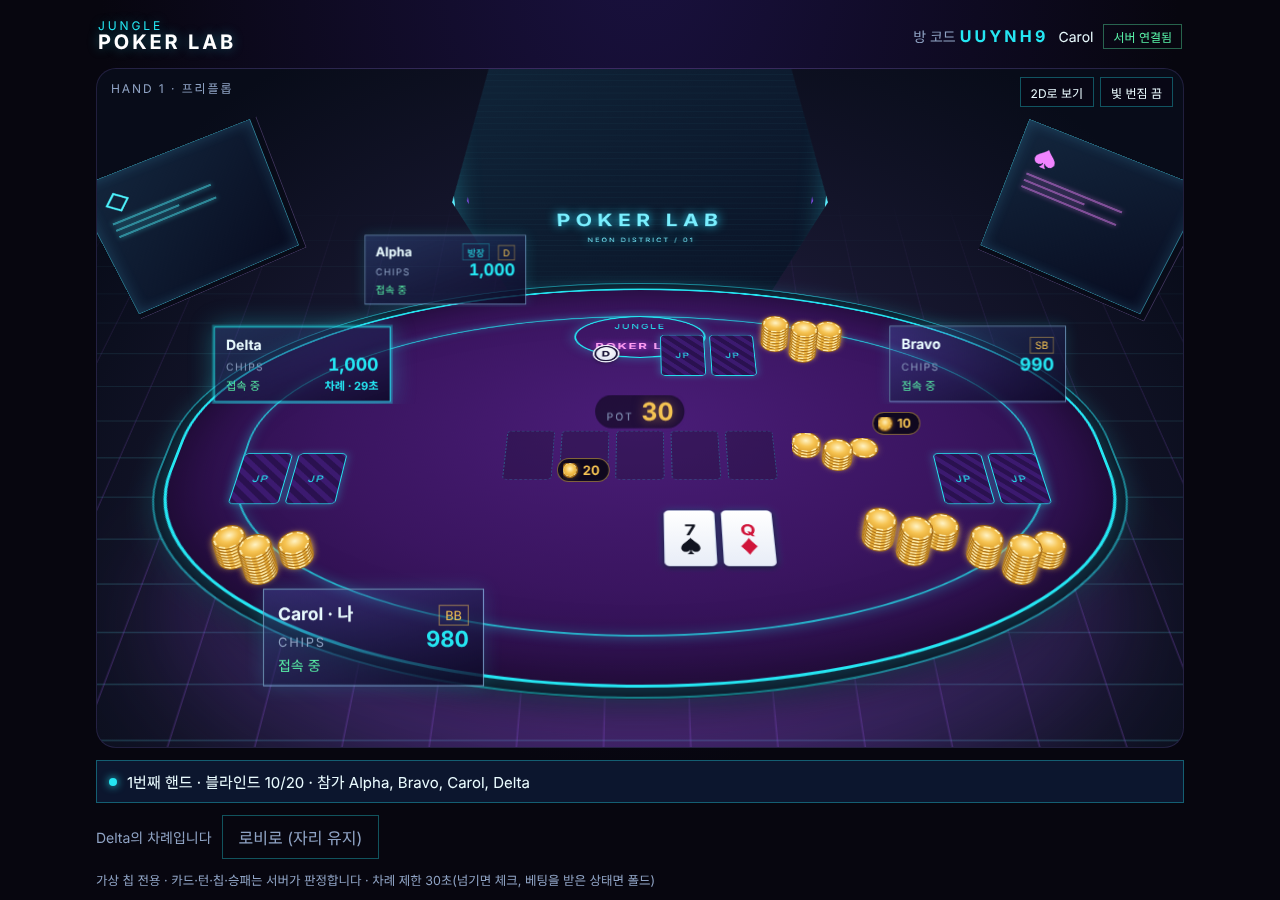 JUNGLE
POKER LAB
방 코드 UUYNH9 Carol 서버 연결됨
HAND 1 · 프리플롭
2D로 보기 빛 번짐 끔
POKER LAB
NEON DISTRICT / 01
Alpha 방장 D
CHIPS 1,000
접속 중
Delta
CHIPS 1,000
접속 중 차례 · 29초
JUNGLE
POKER L
D
JP JP
Bravo SB
CHIPS 990
접속 중
POT 30
10
20
JP JP
JP JP
7 Q
Carol · 나 BB
CHIPS 980
접속 중
1번째 핸드 · 블라인드 10/20 · 참가 Alpha, Bravo, Carol, Delta
Delta의 차례입니다 로비로 (자리 유지)
가상 칩 전용 · 카드·턴·칩·승패는 서버가 판정합니다 · 차례 제한 30초(넘기면 체크, 베팅을 받은 상태면 폴드)